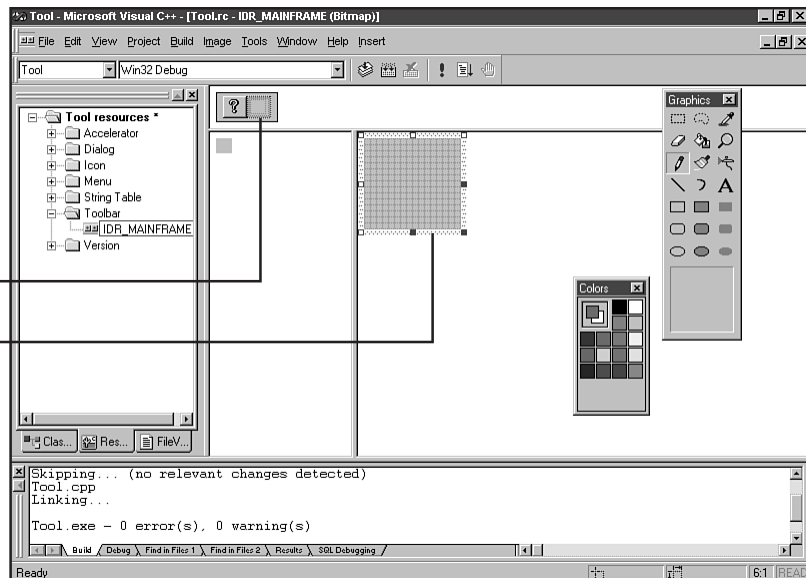 Tool - Microsoft Visual C++ - [Tool.rc - IDR_MAINFRAME (Bitmap)]
File Edit View Project Build Image Tools Window Help Insert
Tool Win32 Debug
Tool resources *
Accelerator
Dialog
Icon
Menu
String Table
Toolbar
IDR_MAINFRAME
Version
Clas... Res... FileV...
Graphics
A
Colors
Skipping... (no relevant changes detected)
Tool.cpp
Linking...
Tool.exe - 0 error(s), 0 warning(s)
Build Debug Find in Files 1 Find in Files 2 Results SQL Debugging
Ready 6:1 READ